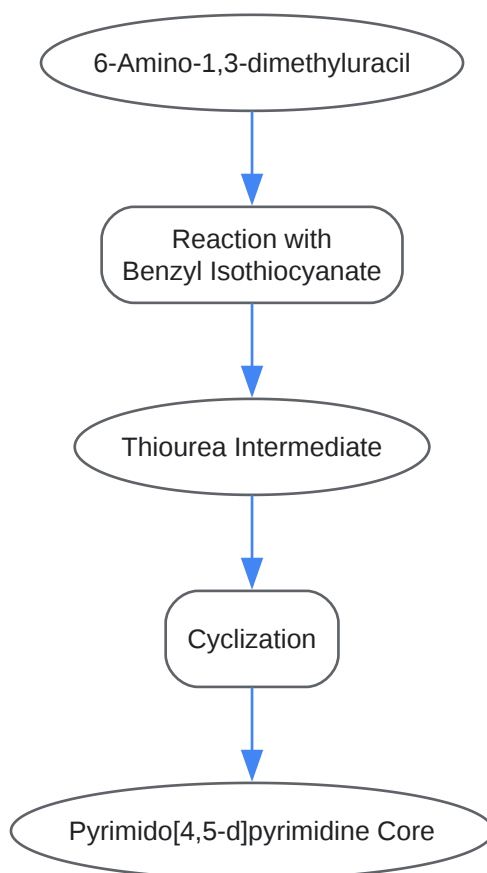 6-Amino-1,3-dimethyluracil
Reaction with
Benzyl Isothiocyanate
Thiourea Intermediate
Cyclization
Pyrimido[4,5-d]pyrimidine Core